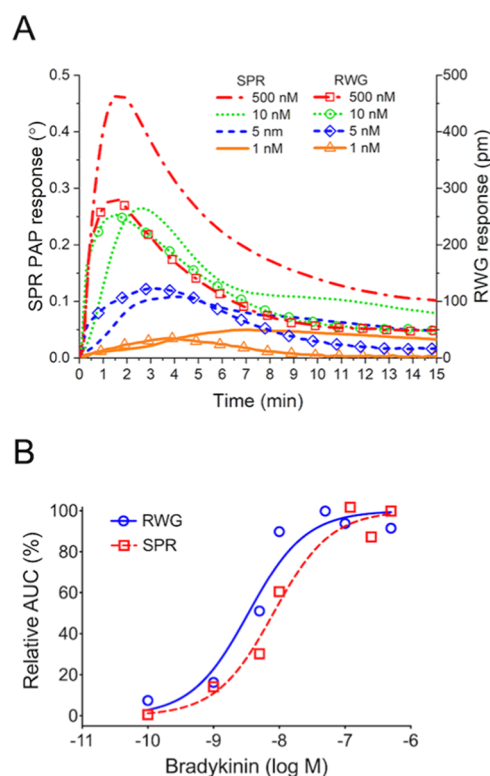 A
SPR RWG
500 nM 500 nM
10 nM 10 nM
5 nm 5 nM
1 nM 1 nM
SPR PAP response (°)
0.5
0.4
0.3
0.2
0.1
0.0
RWG response (pm)
500
400
300
200
100
0
0 1 2 3 4 5 6 7 8 9 10 11 12 13 14 15
Time (min)
B
RWG
SPR
Relative AUC (%)
100
80
60
40
20
0
-11 -10 -9 -8 -7 -6
Bradykinin (log M)